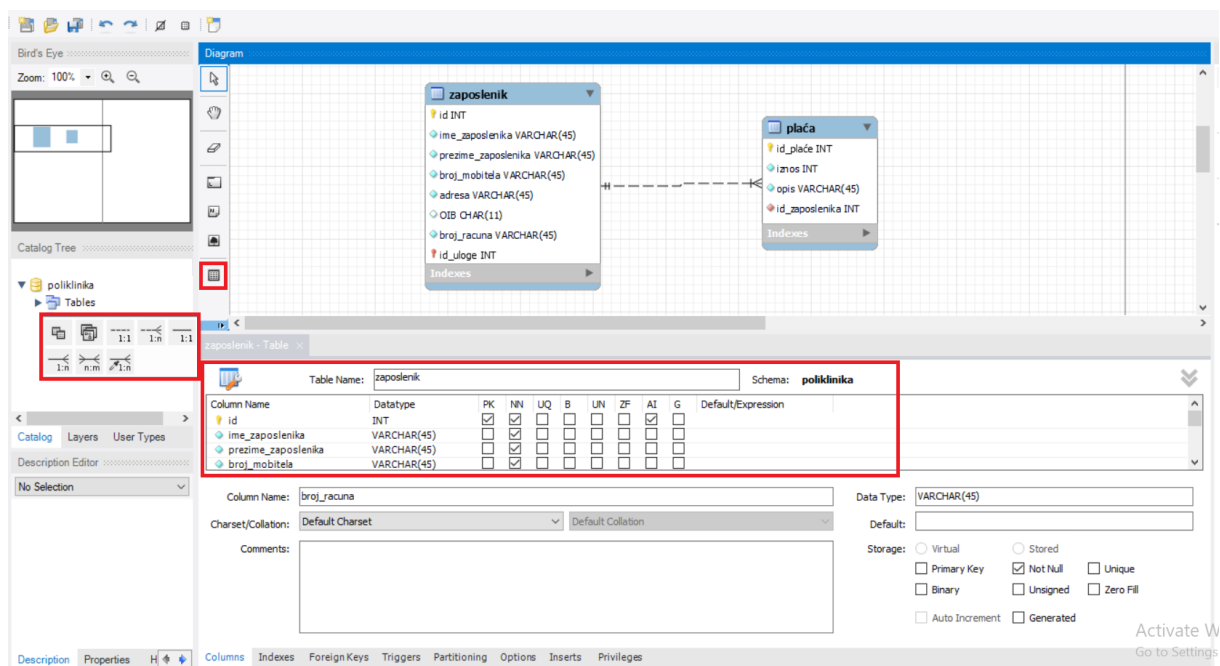 Bird's Eye
Zoom: 100%
Catalog Tree
poliklinika
Tables
1:1
1:n
1:1
1:n
n:m
1:n
Catalog Layers User Types
Description Editor
No Selection
Description Properties H
Diagram
zaposlenik
id INT
ime_zaposlenika VARCHAR(45)
prezime_zaposlenika VARCHAR(45)
broj_mobitela VARCHAR(45)
adresa VARCHAR(45)
OIB CHAR(11)
broj_racuna VARCHAR(45)
id_uloge INT
Indexes
plaća
id_plaće INT
iznos INT
opis VARCHAR(45)
id_zaposlenika INT
Indexes
zaposlenik - Table
Table Name: zaposlenik Schema: poliklinika
Column Name Datatype PK NN UQ B UN ZF AI G Default/Expression
id INT
ime_zaposlenika VARCHAR(45)
prezime_zaposlenika VARCHAR(45)
broj_mobitela VARCHAR(45)
Column Name: broj_racuna Data Type: VARCHAR(45)
Charset/Collation: Default Charset Default Collation Default:
Comments: Storage: Virtual Stored
Primary Key Not Null Unique
Binary Unsigned Zero Fill
Auto Increment Generated
Activate W
Go to Settings
Columns Indexes Foreign Keys Triggers Partitioning Options Inserts Privileges